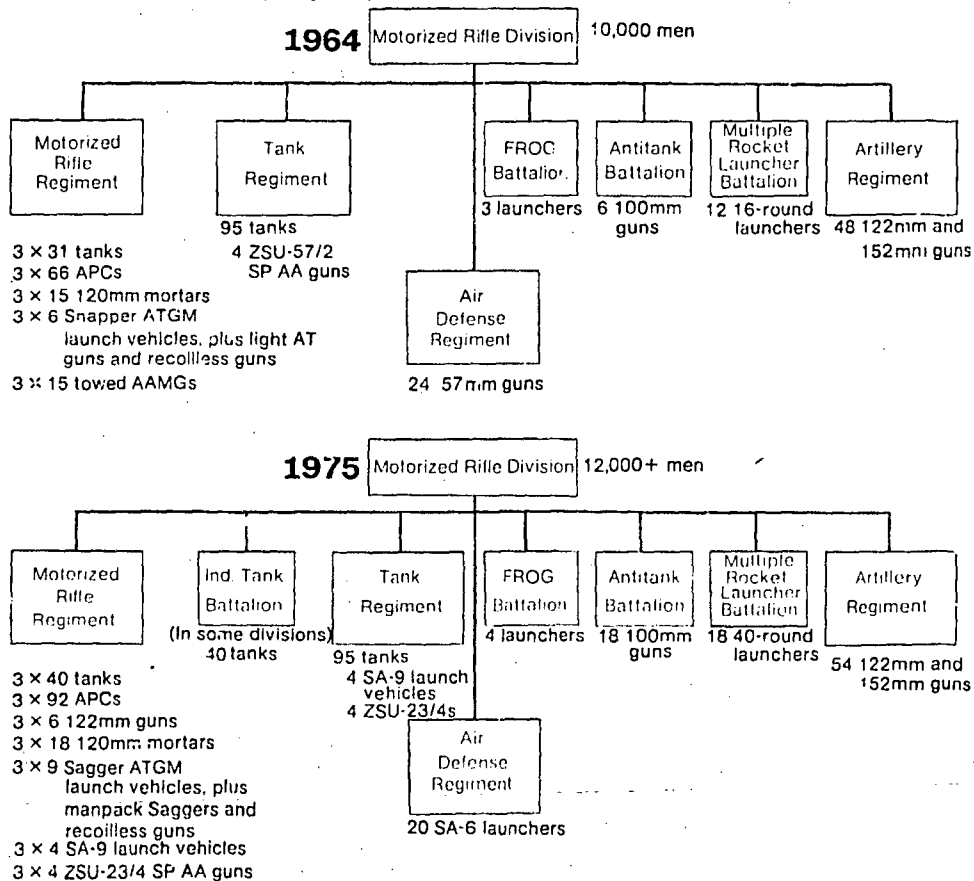 1964
Motorized Rifle Division
10,000 men
Motorized
Rifle
Regiment
3 × 31 tanks
3 × 66 APCs
3 × 15 120mm mortars
3 × 6 Snapper ATGM
launch vehicles, plus light AT
guns and recoilless guns
3 × 15 towed AAMGs
Tank
Regiment
95 tanks
4 ZSU-57/2
SP AA guns
Air
Defense
Regiment
24 57mm guns
FROG
Battalion
3 launchers
Antitank
Battalion
6 100mm
guns
Multiple
Rocket
Launcher
Battalion
12 16-round
launchers
Artillery
Regiment
48 122mm and
152mm guns
1975
Motorized Rifle Division
12,000+ men
Motorized
Rifle
Regiment
3 × 40 tanks
3 × 92 APCs
3 × 6 122mm guns
3 × 18 120mm mortars
3 × 9 Sagger ATGM
launch vehicles, plus
manpack Saggers and
recoilless guns
3 × 4 SA-9 launch vehicles
3 × 4 ZSU-23/4 SP AA guns
Ind. Tank
Battalion
(In some divisions)
40 tanks
Tank
Regiment
95 tanks
4 SA-9 launch
vehicles
4 ZSU-23/4s
Air
Defense
Regiment
20 SA-6 launchers
FROG
Battalion
4 launchers
Antitank
Battalion
18 100mm
guns
Multiple
Rocket
Launcher
Battalion
18 40-round
launchers
Artillery
Regiment
54 122mm and
152mm guns